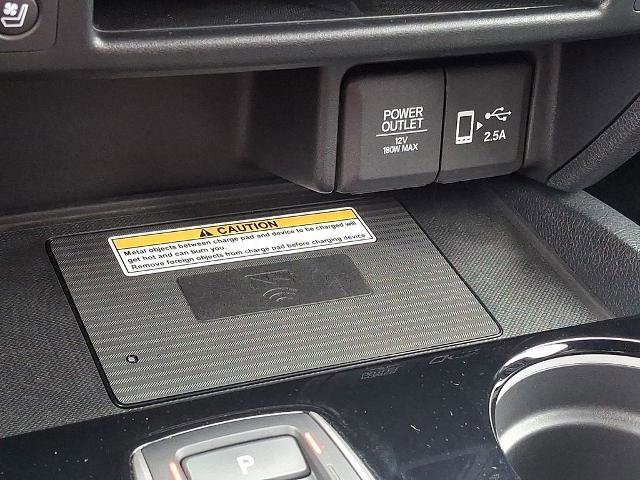 POWER
OUTLET
12V
180W MAX
2.5A
CAUTION
Metal objects between charge pad and device to be charged will
get hot and can burn you.
Remove foreign objects from charge pad before charging device
P